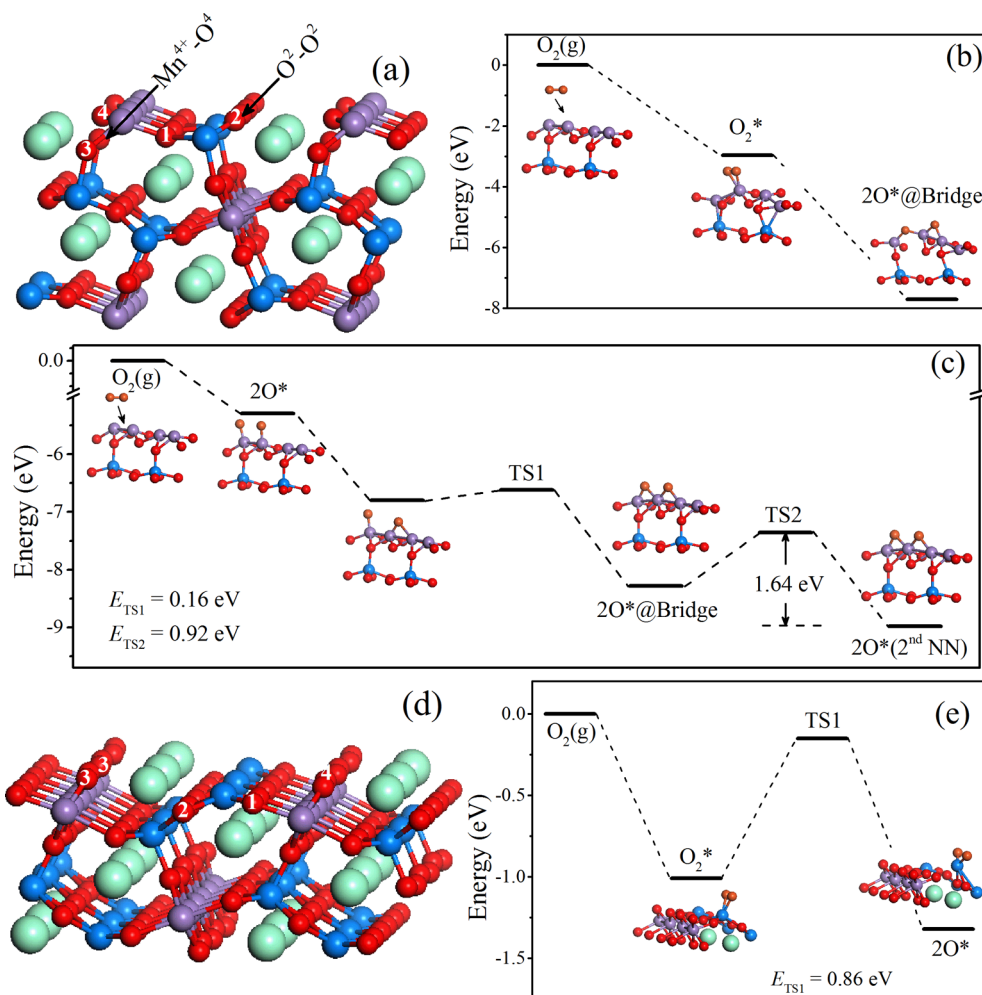 Mn⁴⁺-O⁴
O²-O²
(a)
4
2
1
3
(b)
O₂(g)
0
-2
-4
-6
-8
Energy (eV)
O₂*
2O*@Bridge
(c)
0.0
-6
-7
-8
-9
Energy (eV)
O₂(g)
2O*
TS1
2O*@Bridge
TS2
1.64 eV
2O*(2ⁿᵈ NN)
E_TS1 = 0.16 eV
E_TS2 = 0.92 eV
(d)
3
3
4
2
1
(e)
0.0
-0.5
-1.0
-1.5
Energy (eV)
O₂(g)
TS1
O₂*
2O*
E_TS1 = 0.86 eV